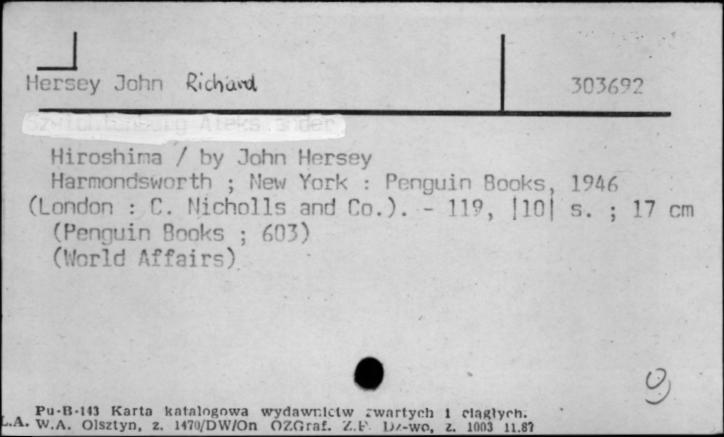 Hersey John Richard
303692
Hiroshima / by John Hersey
Harmondsworth ; New York : Penguin Books, 1946
(London : C. Nicholls and Co.). - 119, |10| s. ; 17 cm
(Penguin Books ; 603)
(World Affairs)
Pu-B-143 Karta katalogowa wydawnictw zwartych i ciągłych.
L.A. W.A. Olsztyn, z. 1470/DW/On OZGraf. Z.P. Dz-wo, z. 1003 11.87